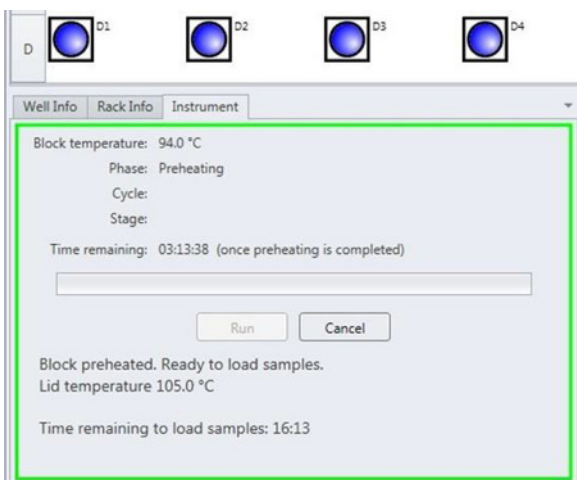 D
D1
D2
D3
D4
Well Info Rack Info Instrument
Block temperature: 94.0 °C
Phase: Preheating
Cycle:
Stage:
Time remaining: 03:13:38 (once preheating is completed)
Run Cancel
Block preheated. Ready to load samples.
Lid temperature 105.0 °C
Time remaining to load samples: 16:13